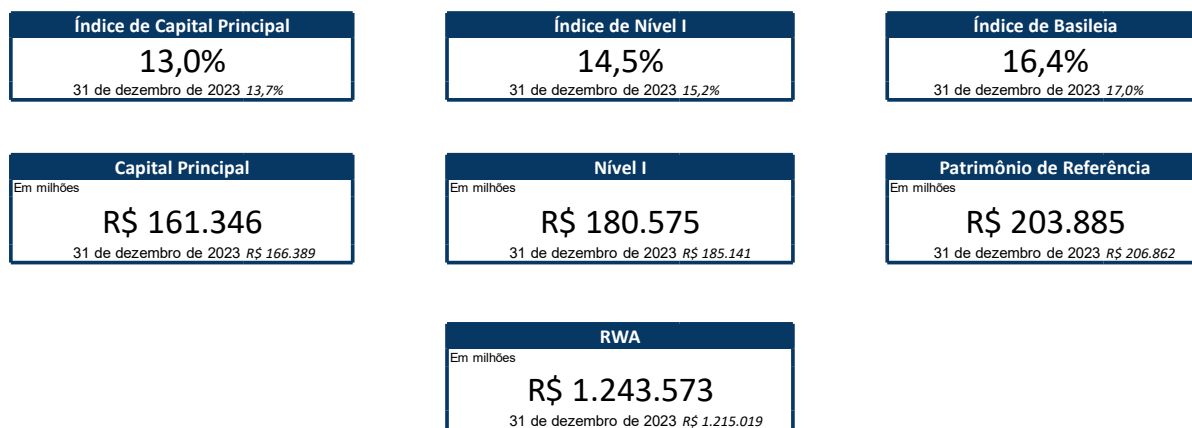 Índice de Capital Principal
13,0%
31 de dezembro de 2023 13,7%
Índice de Nível I
14,5%
31 de dezembro de 2023 15,2%
Índice de Basileia
16,4%
31 de dezembro de 2023 17,0%
Capital Principal
Em milhões
R$ 161.346
31 de dezembro de 2023 R$ 166.389
Nível I
Em milhões
R$ 180.575
31 de dezembro de 2023 R$ 185.141
Patrimônio de Referência
Em milhões
R$ 203.885
31 de dezembro de 2023 R$ 206.862
RWA
Em milhões
R$ 1.243.573
31 de dezembro de 2023 R$ 1.215.019